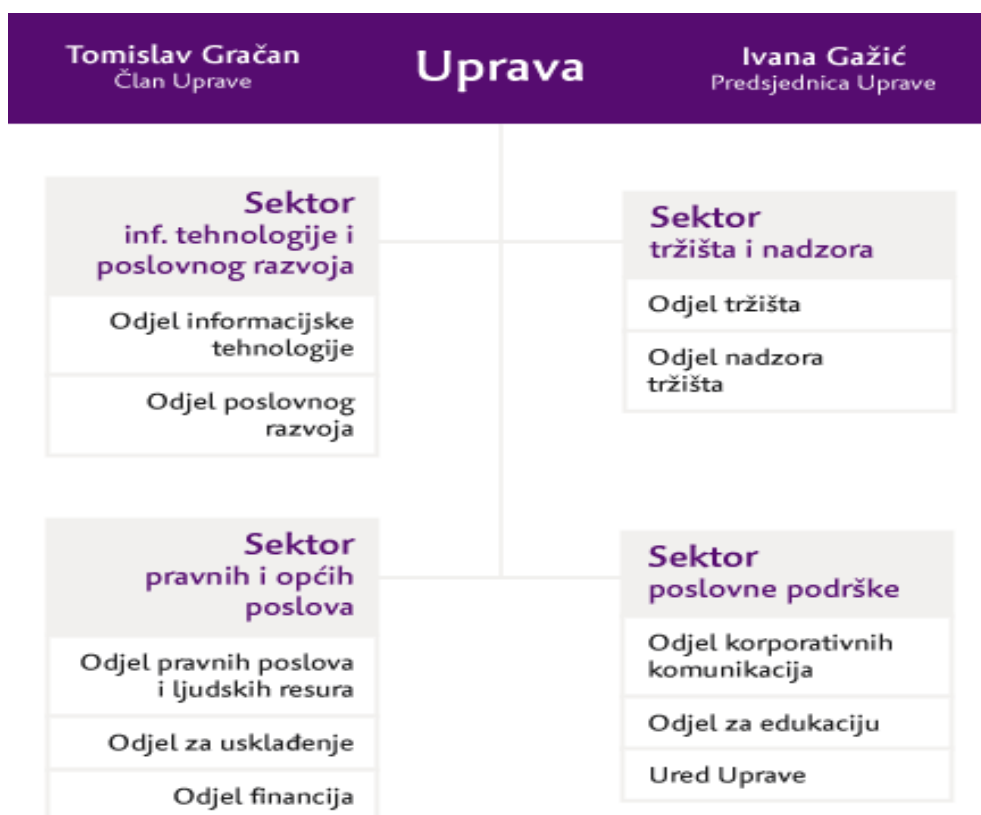 Tomislav Gračan
Član Uprave
Uprava
Ivana Gažić
Predsjednica Uprave
Sektor
inf. tehnologije i
poslovnog razvoja
Odjel informacijske
tehnologije
Odjel poslovnog
razvoja
Sektor
tržišta i nadzora
Odjel tržišta
Odjel nadzora
tržišta
Sektor
pravnih i općih
poslova
Odjel pravnih poslova
i ljudskih resura
Odjel za usklađenje
Odjel financija
Sektor
poslovne podrške
Odjel korporativnih
komunikacija
Odjel za edukaciju
Ured Uprave